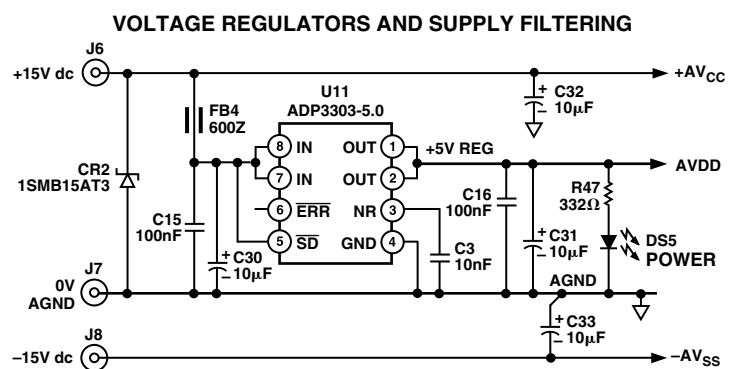 VOLTAGE REGULATORS AND SUPPLY FILTERING
J6
+15V dc
+AVCC
U11
ADP3303-5.0
C32
10µF
+
–
FB4
600Z
8 IN
OUT 1
+5V REG
7 IN
OUT 2
AVDD
CR2
1SMB15AT3
6 ERR
NR 3
C16
100nF
R47
332Ω
C15
100nF
5 SD
GND 4
+
–
C30
10µF
C3
10nF
+
–
C31
10µF
DS5
POWER
J7
0V
AGND
AGND
J8
–15V dc
+
–
C33
10µF
–AVSS